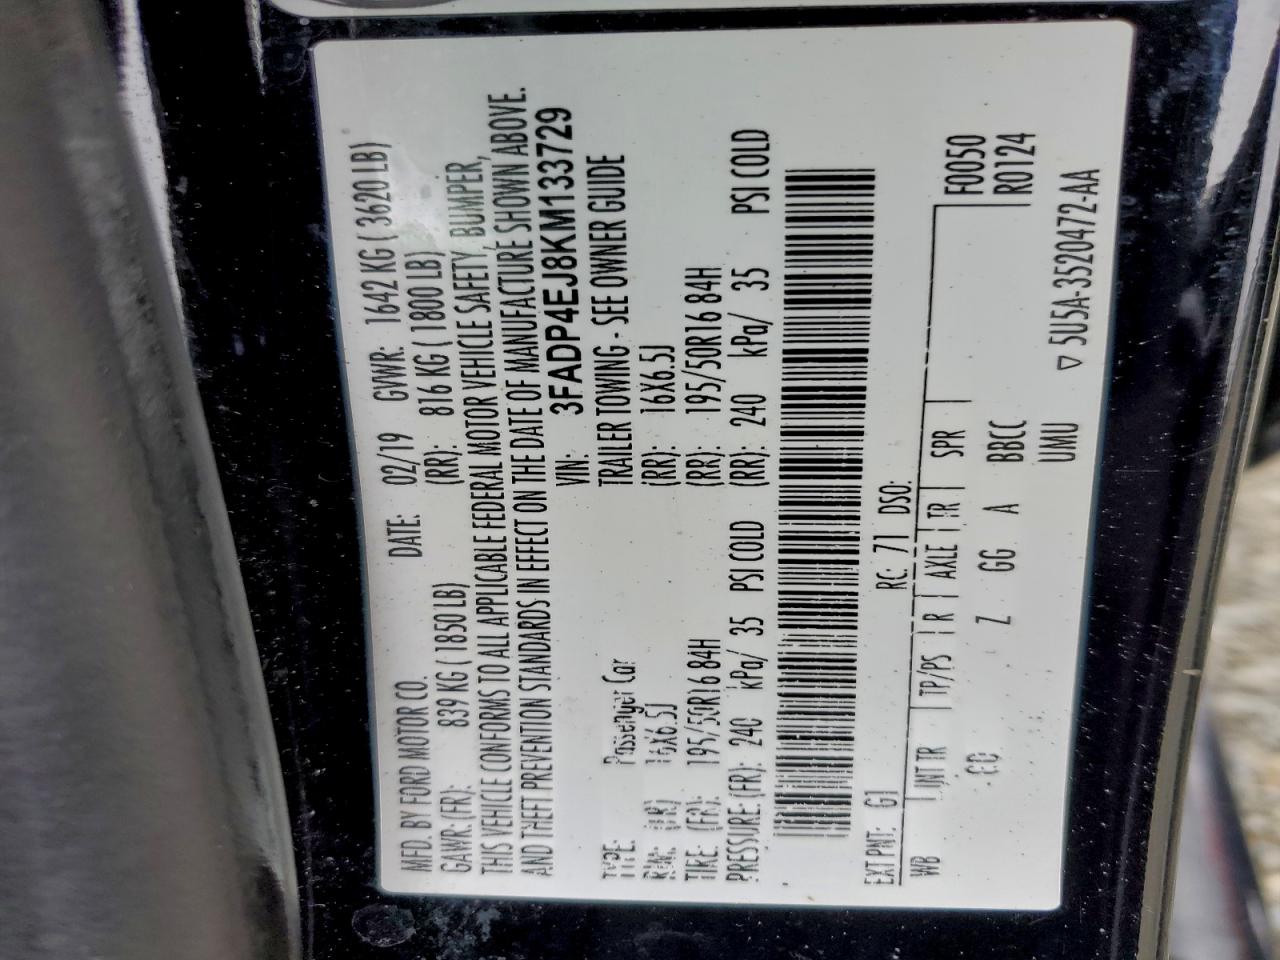 MFD. BY FORD MOTOR CO. DATE: 02/19 GVWR: 1642 KG ( 3620 LB)
GAWR: (FR): 839 KG ( 1850 LB) (RR): 816 KG ( 1800 LB)
THIS VEHICLE CONFORMS TO ALL APPLICABLE FEDERAL MOTOR VEHICLE SAFETY, BUMPER,
AND THEFT PREVENTION STANDARDS IN EFFECT ON THE DATE OF MANUFACTURE SHOWN ABOVE.
VIN: 3FADP4EJ8KM133729
TYPE: Passenger Car TRAILER TOWING - SEE OWNER GUIDE
RIM: (FR) 16X6.5J (RR): 16X6.5J
TIRE: (FR): 195/50R16 84H (RR): 195/50R16 84H
PRESSURE: (FR): 240 kPa/ 35 PSI COLD (RR): 240 kPa/ 35 PSI COLD
EXT PNT: G1 RC: 71 DSO: F0050
WB INT TR TP/PS R AXLE TR SPR R0124
Z GG A BBCC
UMU ▽ 5U5A-3520472-AA